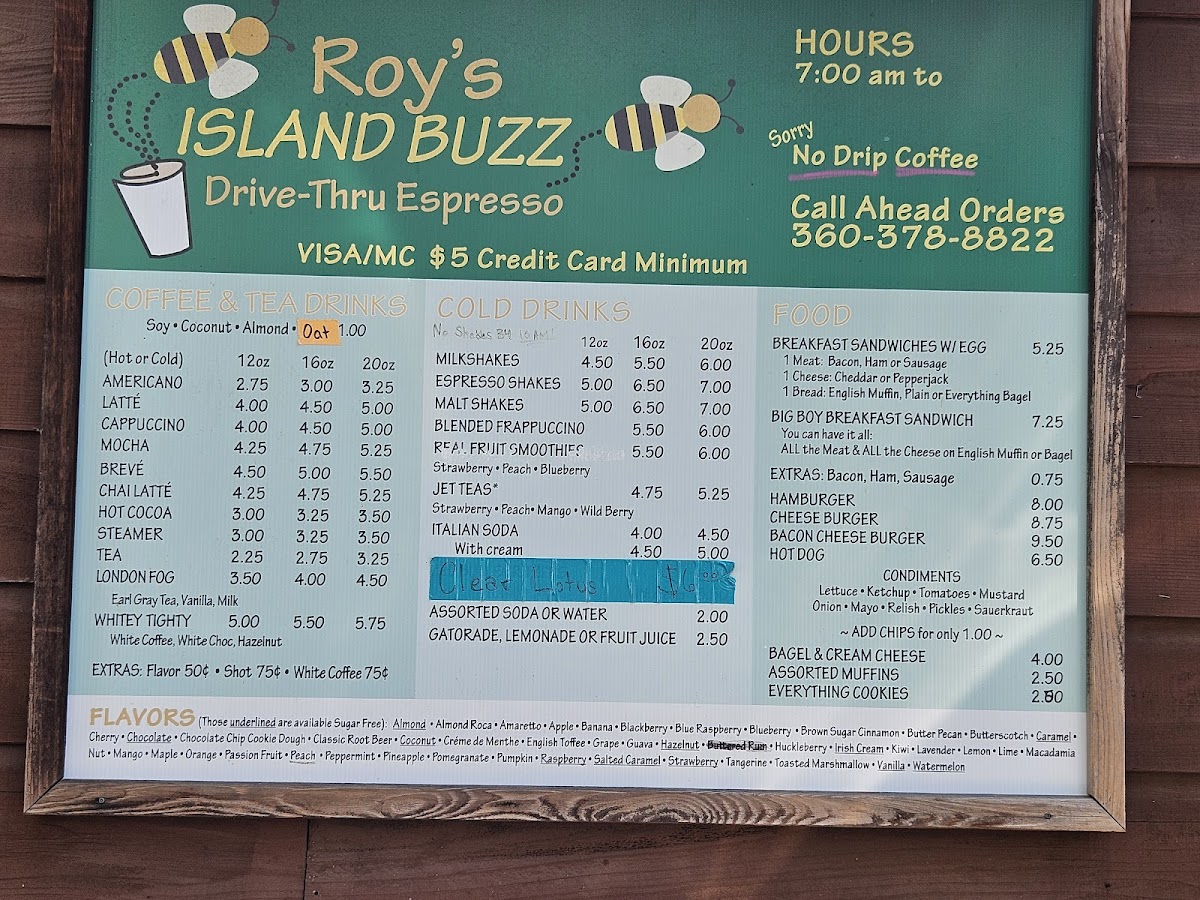 Roy's
ISLAND BUZZ
Drive-Thru Espresso
VISA/MC $5 Credit Card Minimum
HOURS
7:00 am to
Sorry
No Drip Coffee
Call Ahead Orders
360-378-8822
COFFEE & TEA DRINKS
Soy • Coconut • Almond • Oat 1.00
(Hot or Cold) 12oz 16oz 20oz
AMERICANO 2.75 3.00 3.25
LATTÉ 4.00 4.50 5.00
CAPPUCCINO 4.00 4.50 5.00
MOCHA 4.25 4.75 5.25
BREVÉ 4.50 5.00 5.50
CHAI LATTÉ 4.25 4.75 5.25
HOT COCOA 3.00 3.25 3.50
STEAMER 3.00 3.25 3.50
TEA 2.25 2.75 3.25
LONDON FOG 3.50 4.00 4.50
Earl Gray Tea, Vanilla, Milk
WHITEY TIGHTY 5.00 5.50 5.75
White Coffee, White Choc, Hazelnut
EXTRAS: Flavor 50¢ • Shot 75¢ • White Coffee 75¢
COLD DRINKS
No Shakes
12oz 16oz 20oz
MILKSHAKES 4.50 5.50 6.00
ESPRESSO SHAKES 5.00 6.50 7.00
MALT SHAKES 5.00 6.50 7.00
BLENDED FRAPPUCCINO 5.50 6.00
REAL FRUIT SMOOTHIES 5.50 6.00
Strawberry • Peach • Blueberry
JET TEAS* 4.75 5.25
Strawberry • Peach • Mango • Wild Berry
ITALIAN SODA 4.00 4.50
With cream 4.50 5.00
Clear Lotus $6.00
ASSORTED SODA OR WATER 2.00
GATORADE, LEMONADE OR FRUIT JUICE 2.50
FOOD
BREAKFAST SANDWICHES W/ EGG 5.25
1 Meat: Bacon, Ham or Sausage
1 Cheese: Cheddar or Pepperjack
1 Bread: English Muffin, Plain or Everything Bagel
BIG BOY BREAKFAST SANDWICH 7.25
You can have it all:
ALL the Meat & ALL the Cheese on English Muffin or Bagel
EXTRAS: Bacon, Ham, Sausage 0.75
HAMBURGER 8.00
CHEESE BURGER 8.75
BACON CHEESE BURGER 9.50
HOT DOG 6.50
CONDIMENTS
Lettuce • Ketchup • Tomatoes • Mustard
Onion • Mayo • Relish • Pickles • Sauerkraut
~ ADD CHIPS for only 1.00 ~
BAGEL & CREAM CHEESE 4.00
ASSORTED MUFFINS 2.50
EVERYTHING COOKIES
FLAVORS (Those underlined are available Sugar Free): Almond • Almond Roca • Amaretto • Apple • Banana • Blackberry • Blue Raspberry • Blueberry • Brown Sugar Cinnamon • Butter Pecan • Butterscotch • Caramel •
Cherry • Chocolate • Chocolate Chip Cookie Dough • Classic Root Beer • Coconut • Créme de Menthe • English Toffee • Grape • Guava • Hazelnut • Buttered Rum • Huckleberry • Irish Cream • Kiwi • Lavender • Lemon • Lime • Macadamia
Nut • Mango • Maple • Orange • Passion Fruit • Peach • Peppermint • Pineapple • Pomegranate • Pumpkin • Raspberry • Salted Caramel • Strawberry • Tangerine • Toasted Marshmallow • Vanilla • Watermelon